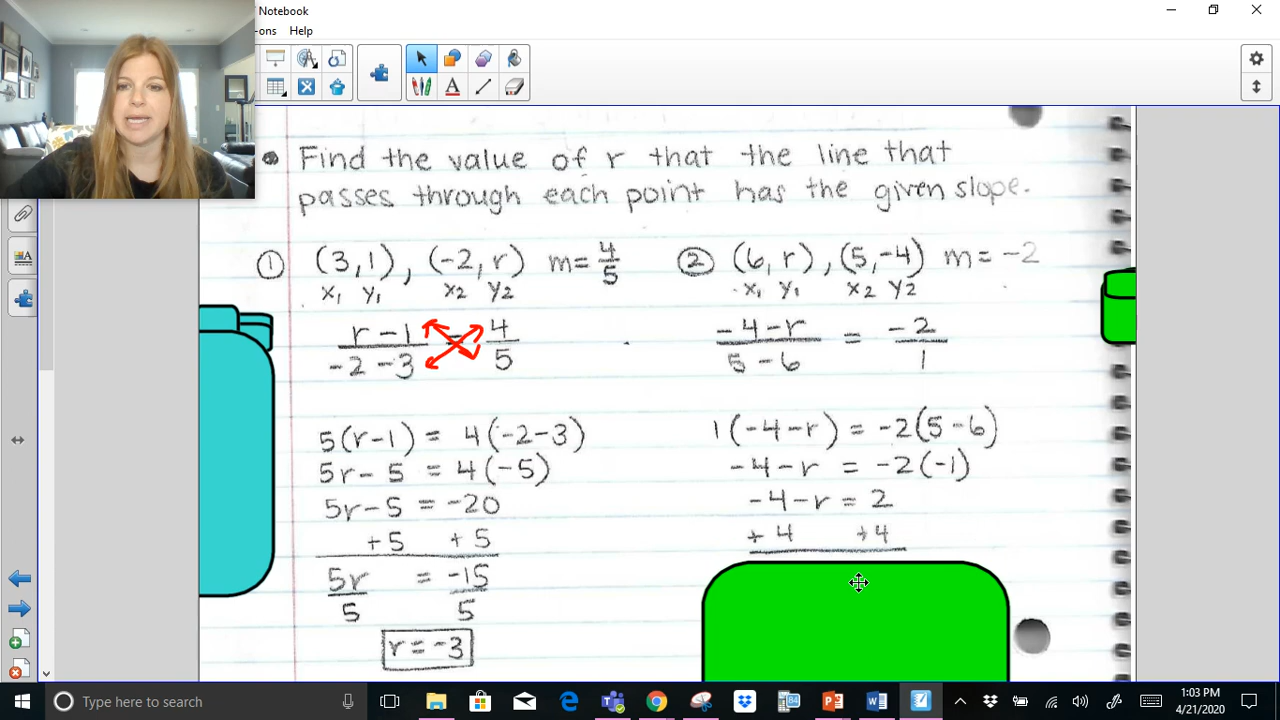 Notebook
ons Help
• Find the value of r that the line that
passes through each point has the given slope.
① (3,1), (-2, r) m = 4/5
x₁ y₁ x₂ y₂
r - 1 / -2 - 3 = 4/5
5(r-1) = 4(-2-3)
5r - 5 = 4(-5)
5r - 5 = -20
+5 +5
5r/5 = -15/5
r = -3
② (6, r), (5, -4) m = -2
x₁ y₁ x₂ y₂
-4 - r / 5 - 6 = -2/1
1(-4-r) = -2(5-6)
-4 - r = -2(-1)
-4 - r = 2
+4 +4
Type here to search
1:03 PM
4/21/2020